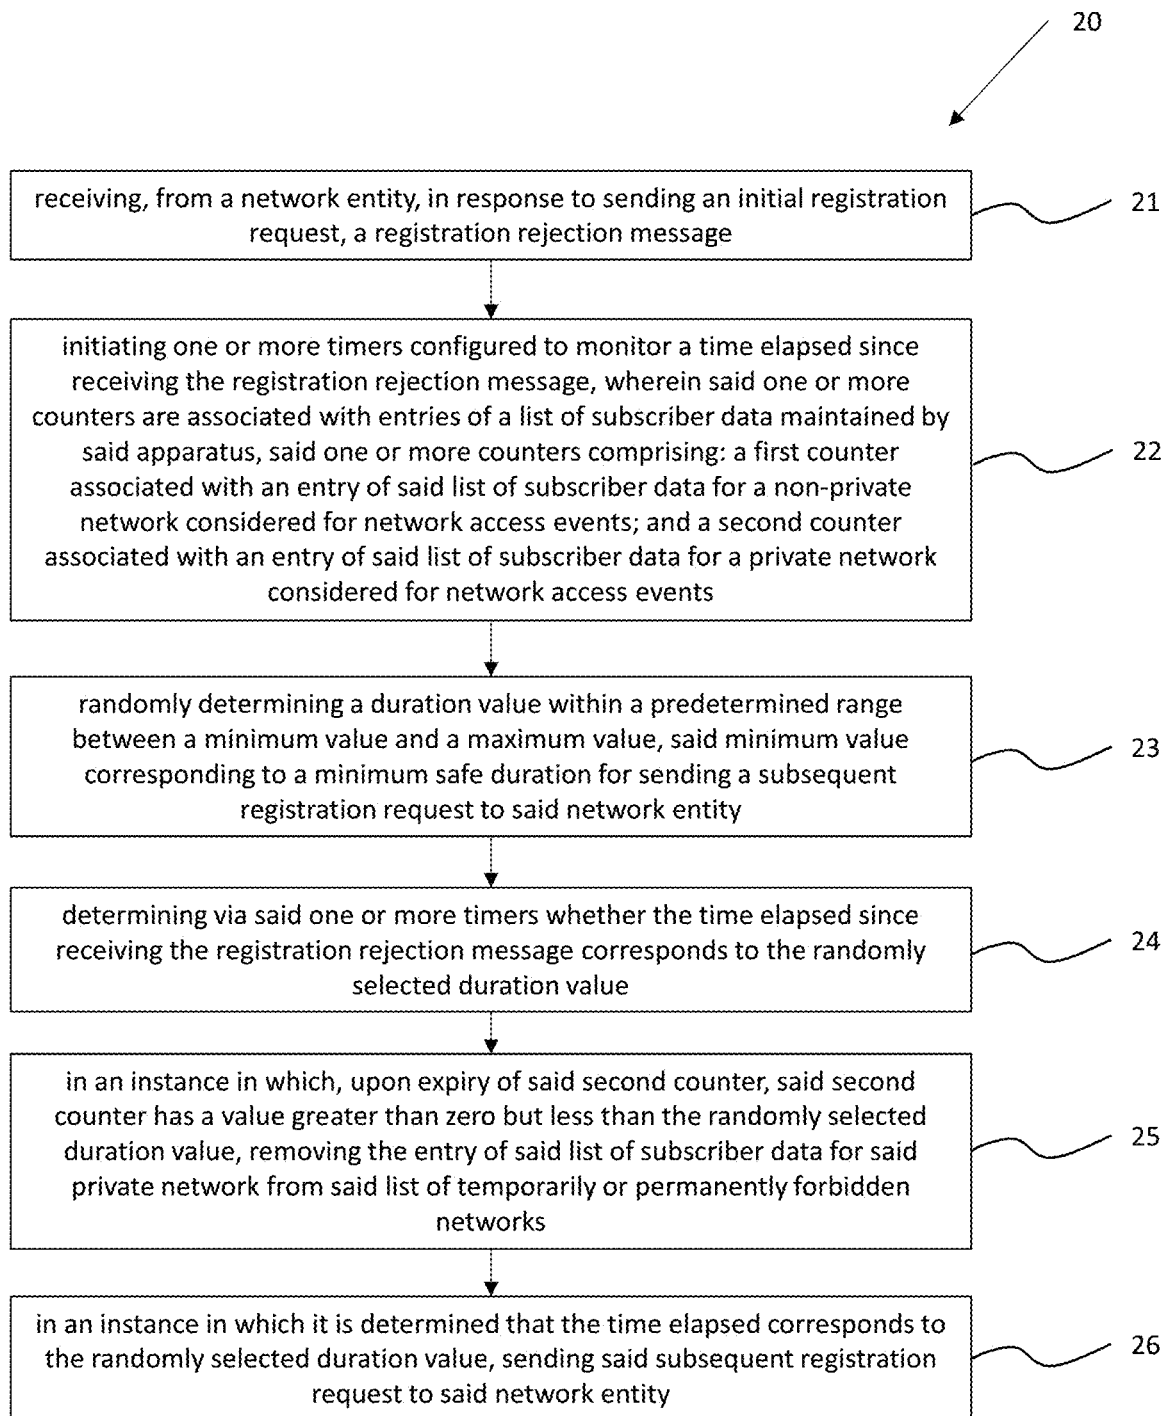 20
receiving, from a network entity, in response to sending an initial registration
request, a registration rejection message
21
initiating one or more timers configured to monitor a time elapsed since
receiving the registration rejection message, wherein said one or more
counters are associated with entries of a list of subscriber data maintained by
said apparatus, said one or more counters comprising: a first counter
associated with an entry of said list of subscriber data for a non-private
network considered for network access events; and a second counter
associated with an entry of said list of subscriber data for a private network
considered for network access events
22
randomly determining a duration value within a predetermined range
between a minimum value and a maximum value, said minimum value
corresponding to a minimum safe duration for sending a subsequent
registration request to said network entity
23
determining via said one or more timers whether the time elapsed since
receiving the registration rejection message corresponds to the randomly
selected duration value
24
in an instance in which, upon expiry of said second counter, said second
counter has a value greater than zero but less than the randomly selected
duration value, removing the entry of said list of subscriber data for said
private network from said list of temporarily or permanently forbidden
networks
25
in an instance in which it is determined that the time elapsed corresponds to
the randomly selected duration value, sending said subsequent registration
request to said network entity
26